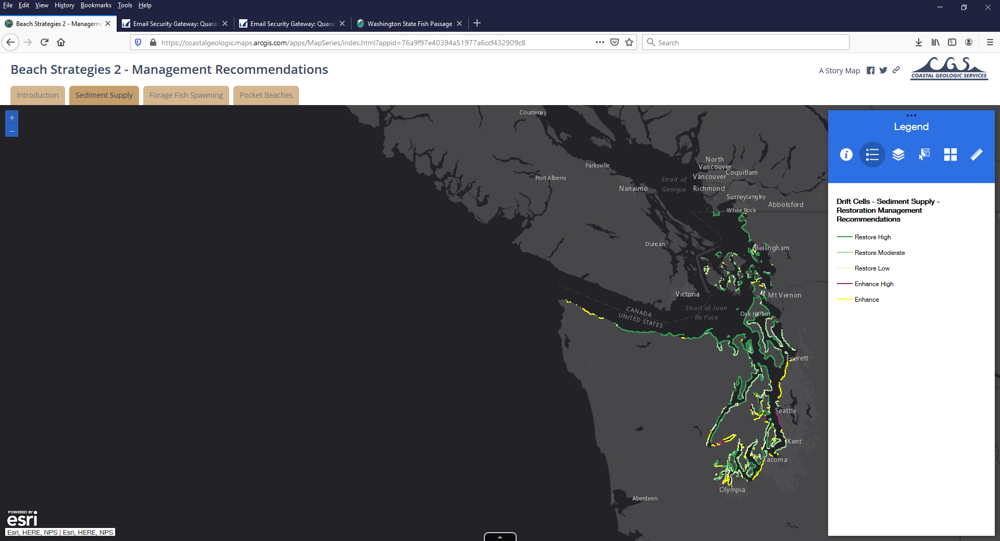 File Edit View History Bookmarks Tools Help
Beach Strategies 2 - Manageme
Email Security Gateway: Quara
Email Security Gateway: Quara
Washington State Fish Passage
https://coastalgeologic.maps.arcgis.com/apps/MapSeries/index.html?appid=76a9f97e40394a51977a6ccf432909c8
Search
Beach Strategies 2 - Management Recommendations
A Story Map
CGS
COASTAL GEOLOGIC SERVICES
Introduction
Sediment Supply
Forage Fish Spawning
Pocket Beaches
+
−
Courtenay
Parksville
Port Alberni
Nanaimo
Strait of
Georgia
North
Vancouver
Coquitlam
Vancouver
Richmond
Surrey
Langley
Abbotsford
White Rock
Duncan
Bellingham
Victoria
Mt Vernon
Strait of Juan
de Fuca
Oak Harbor
CANADA
UNITED STATES
Everett
Seattle
Kent
Tacoma
Olympia
Aberdeen
Legend
Drift Cells - Sediment Supply -
Restoration Management
Recommendations
Restore High
Restore Moderate
Restore Low
Enhance High
Enhance
POWERED BY
esri
Esri, HERE, NPS | Esri, HERE, NPS